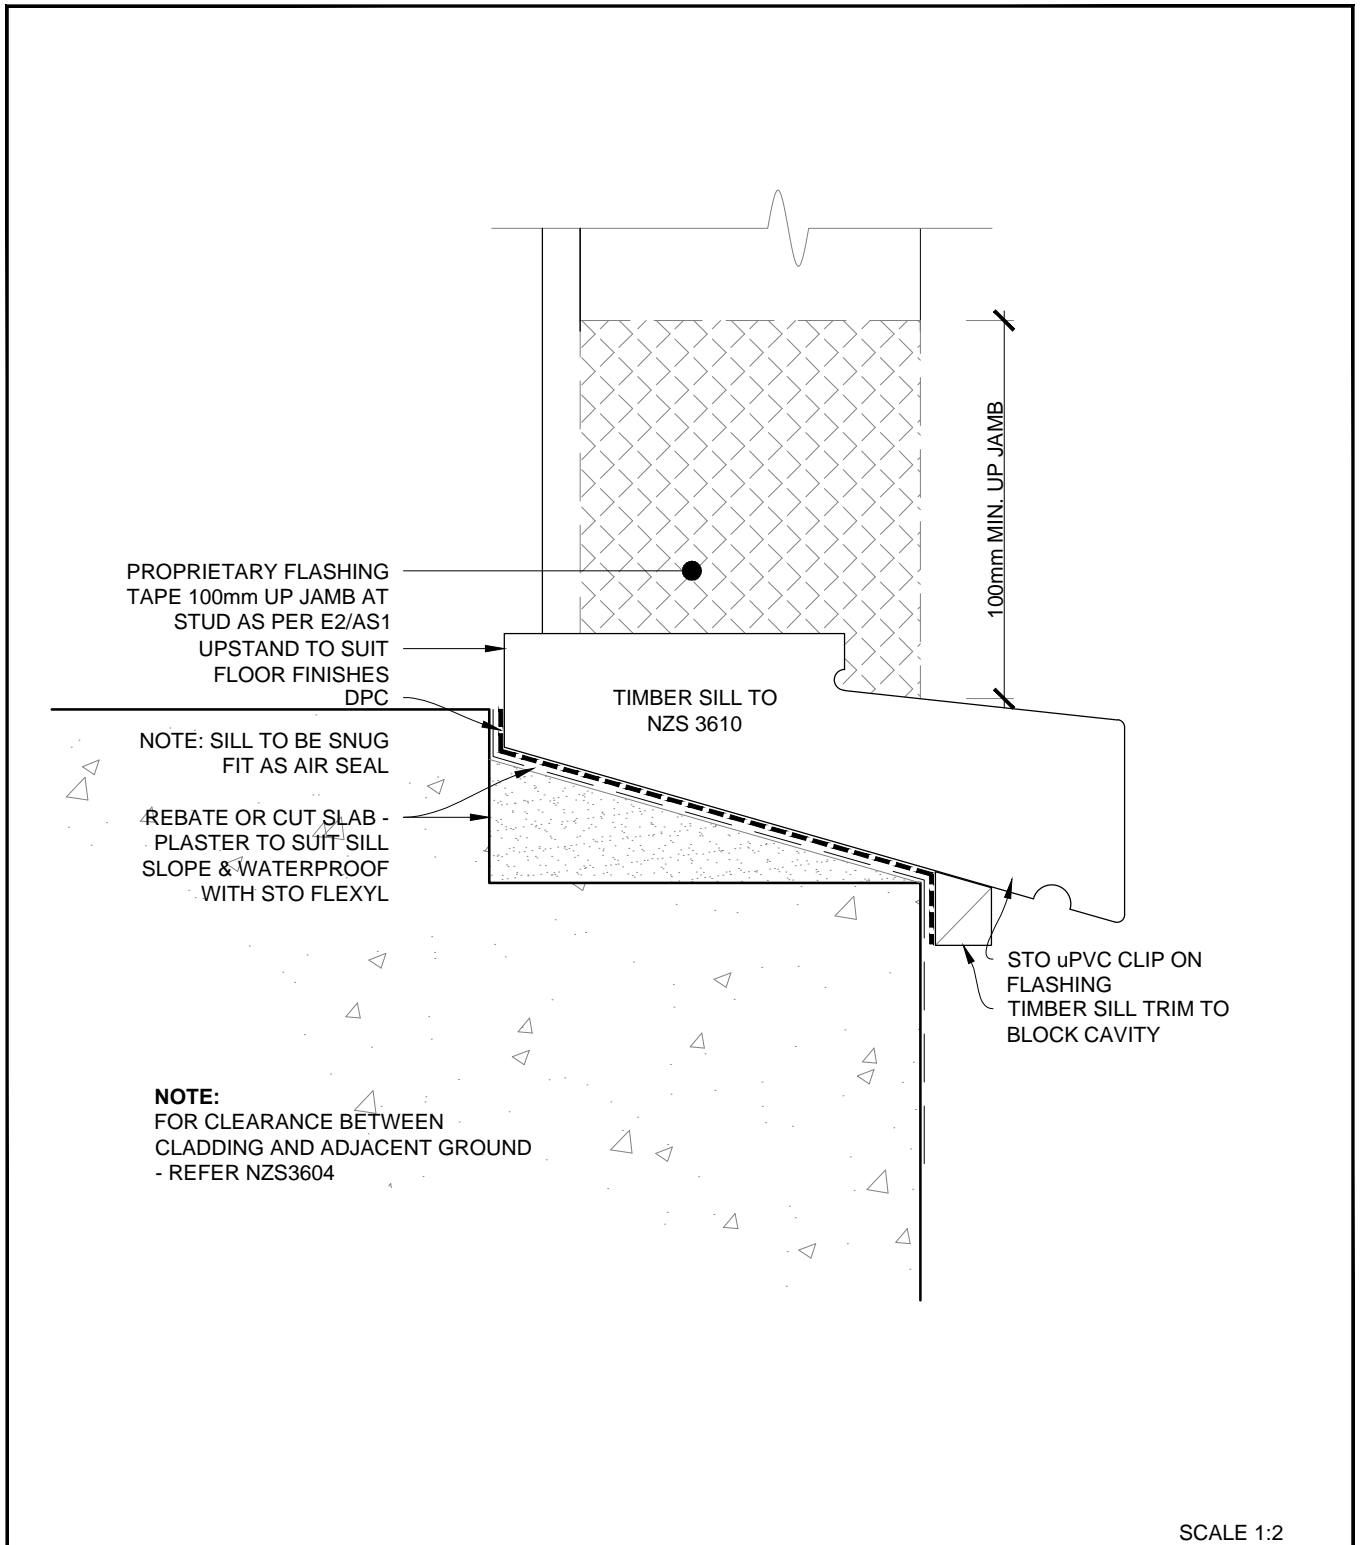 100mm MIN. UP JAMB
PROPRIETARY FLASHING
TAPE 100mm UP JAMB AT
STUD AS PER E2/AS1
UPSTAND TO SUIT
FLOOR FINISHES
DPC
TIMBER SILL TO
NZS 3610
NOTE: SILL TO BE SNUG
FIT AS AIR SEAL
REBATE OR CUT SLAB -
PLASTER TO SUIT SILL
SLOPE & WATERPROOF
WITH STO FLEXYL
STO uPVC CLIP ON
FLASHING
TIMBER SILL TRIM TO
BLOCK CAVITY
NOTE:
FOR CLEARANCE BETWEEN
CLADDING AND ADJACENT GROUND
- REFER NZS3604
SCALE 1:2